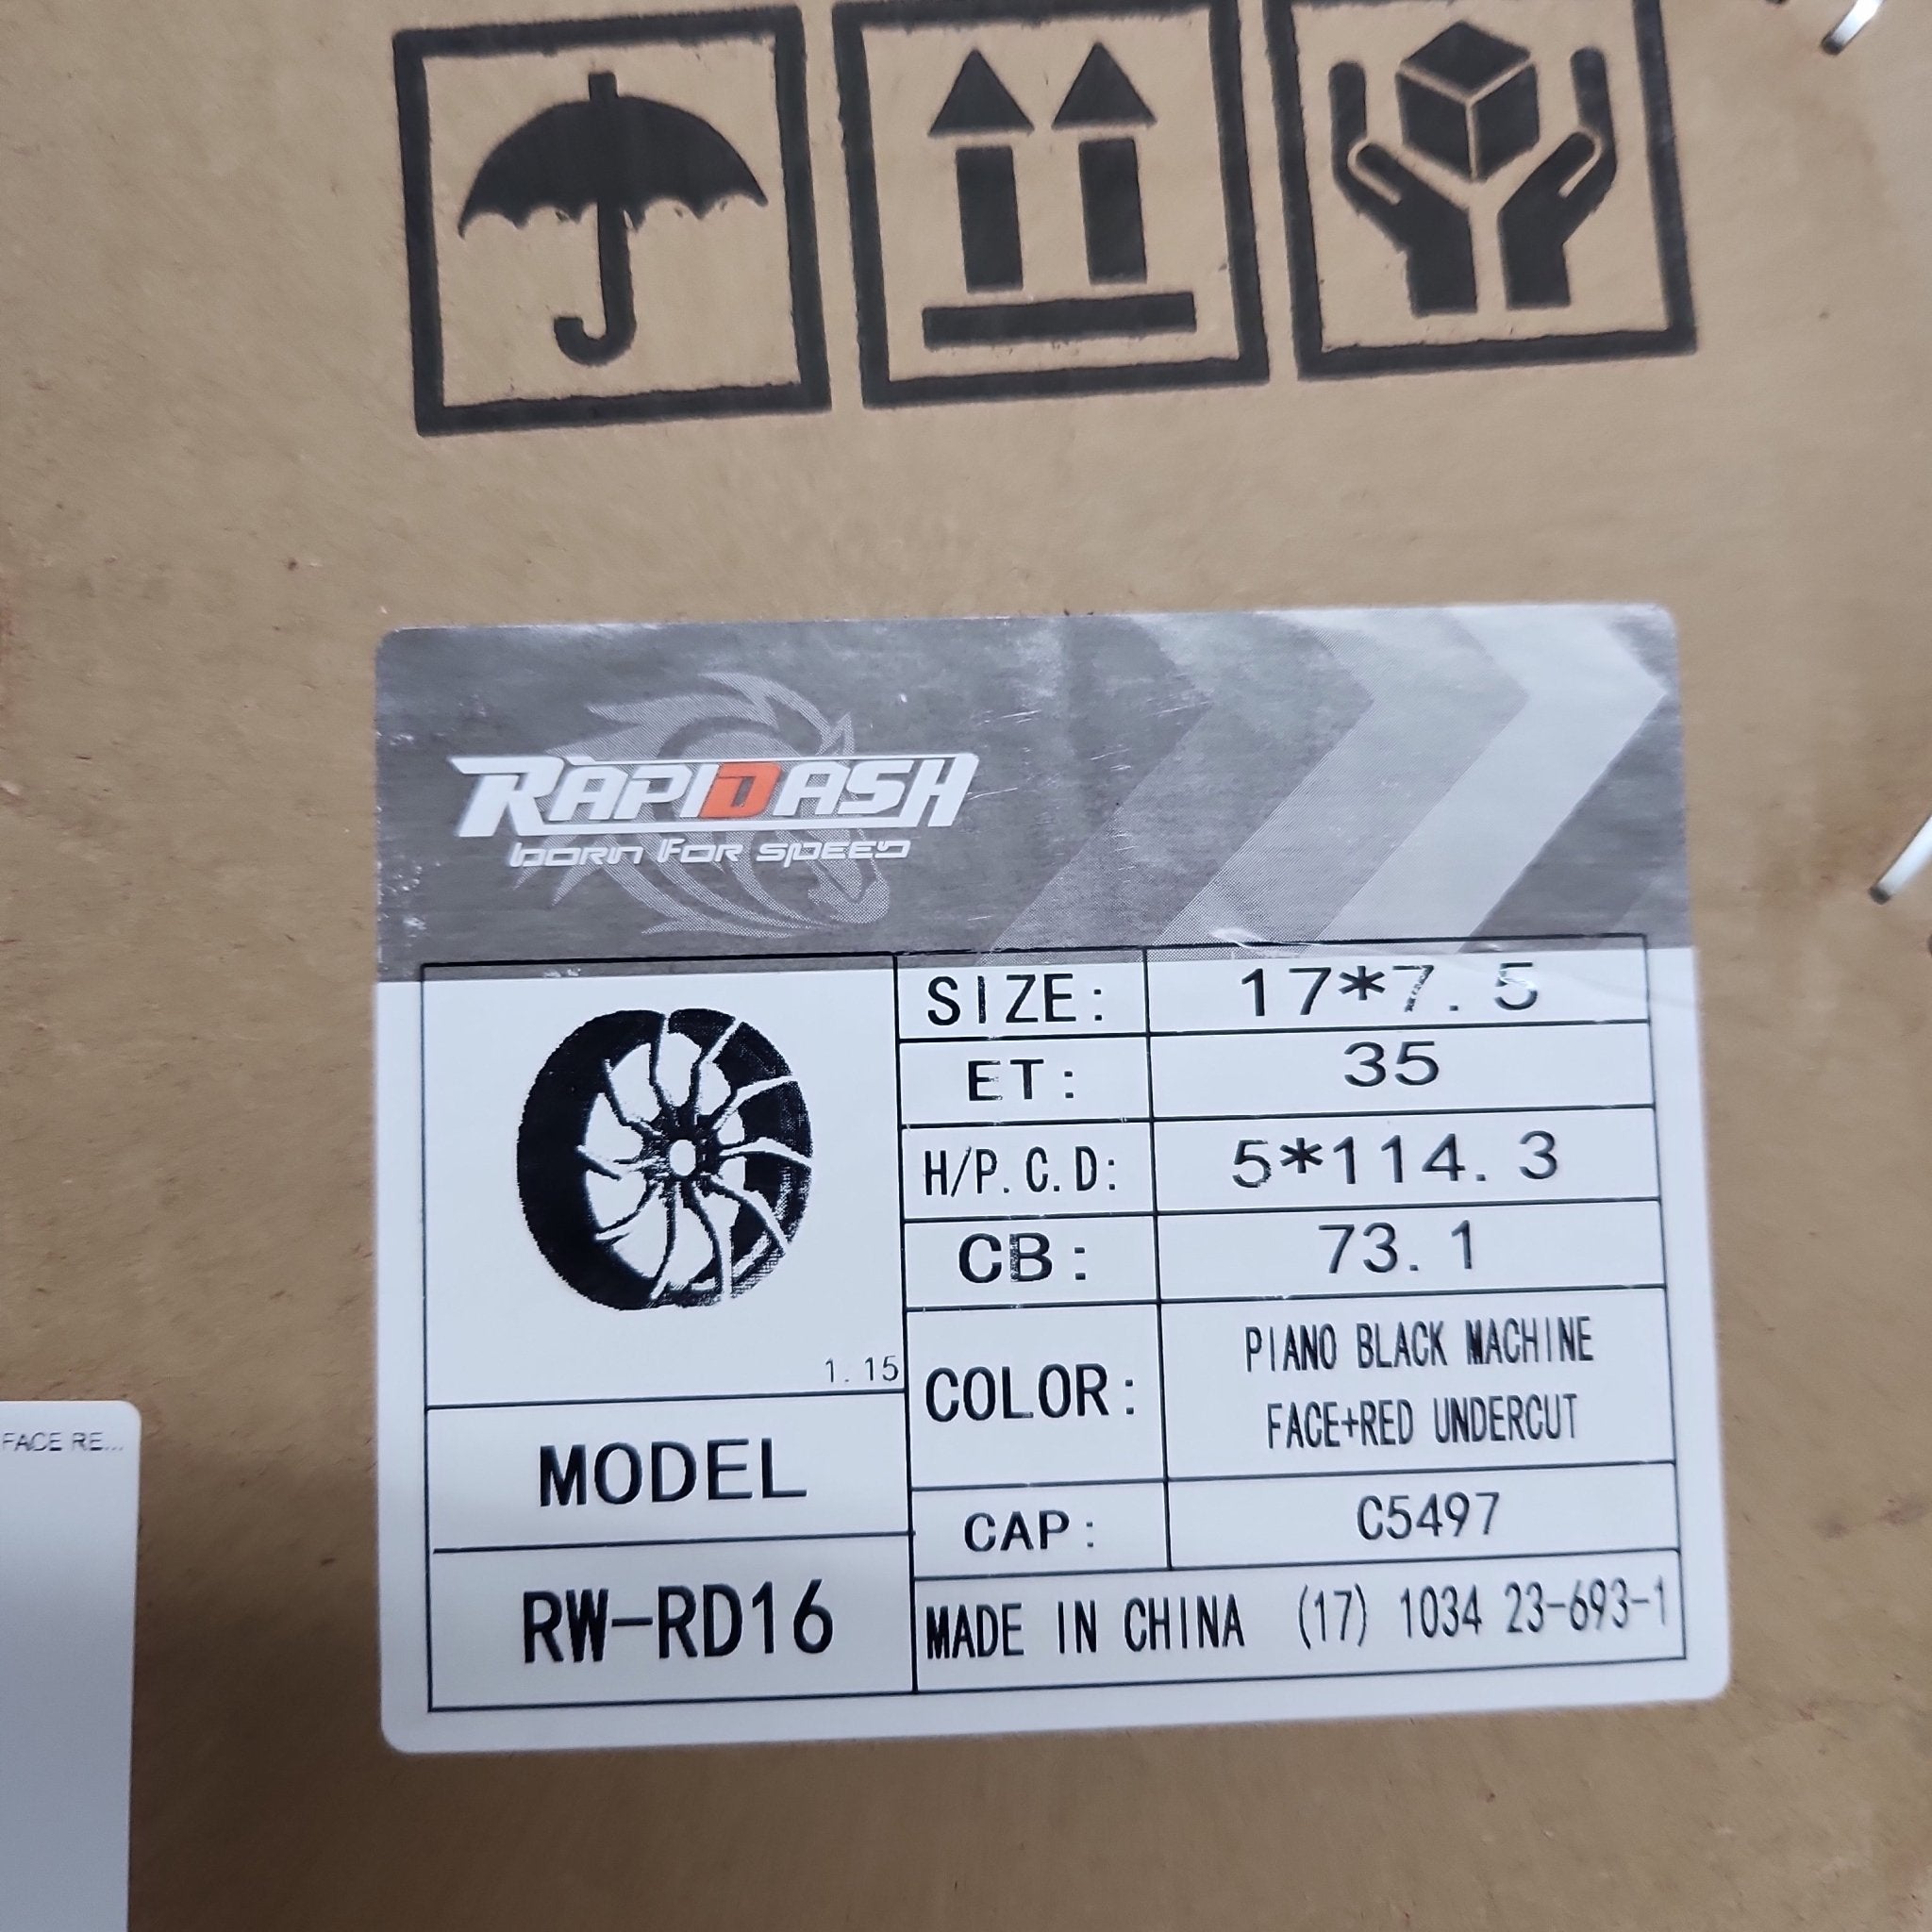 RAPIDASH
BORN FOR SPEED
SIZE: 17*7.5
ET: 35
H/P.C.D: 5*114.3
CB: 73.1
1.15
COLOR: PIANO BLACK MACHINE
FACE+RED UNDERCUT
MODEL
CAP: C5497
RW-RD16
MADE IN CHINA (17) 1034 23-693-1
FACE RE...